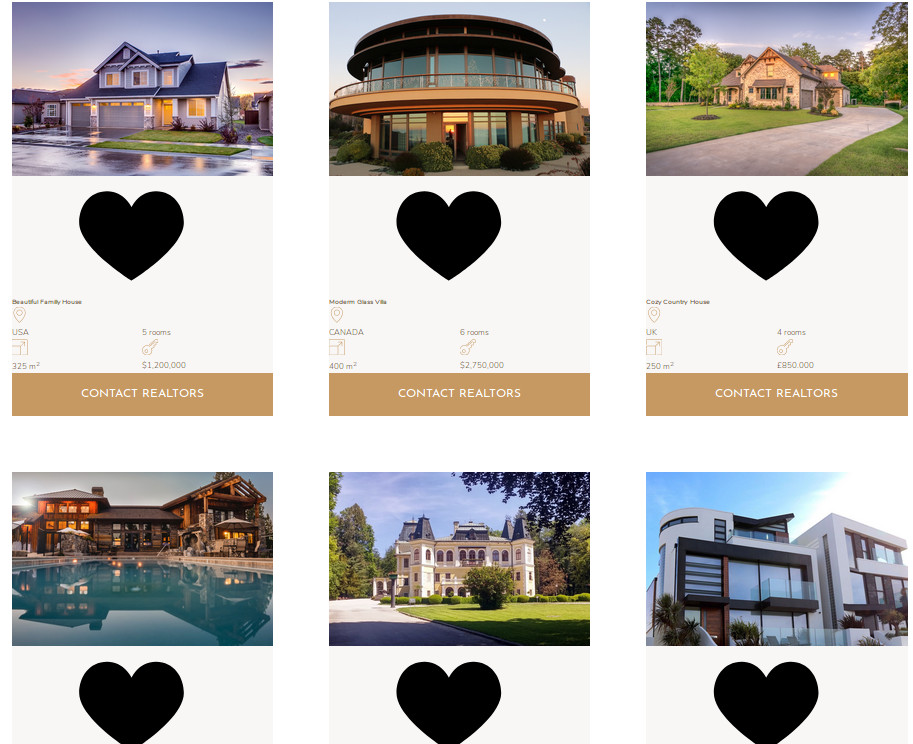 Beautiful Familly House
USA
5 rooms
325 m²
$1,200,000
CONTACT REALTORS
Moderm Glass Villa
CANADA
6 rooms
400 m²
$2,750,000
CONTACT REALTORS
Cozy Country House
UK
4 rooms
250 m²
£850.000
CONTACT REALTORS